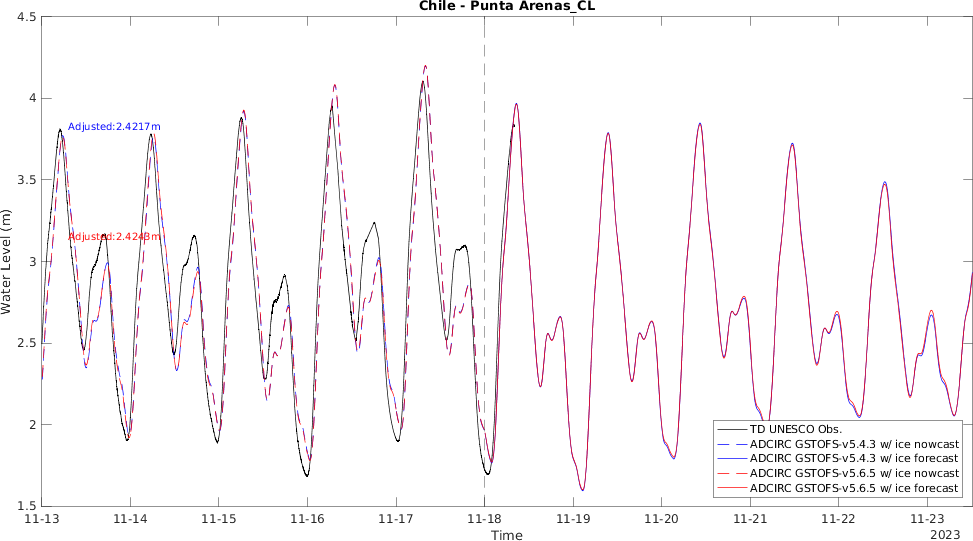 Chile - Punta Arenas_CL
Water Level (m)
4.5
4
3.5
3
2.5
2
1.5
Adjusted:2.4217m
Adjusted:2.4243m
TD UNESCO Obs.
ADCIRC GSTOFS-v5.4.3 w/ ice nowcast
ADCIRC GSTOFS-v5.4.3 w/ ice forecast
ADCIRC GSTOFS-v5.6.5 w/ ice nowcast
ADCIRC GSTOFS-v5.6.5 w/ ice forecast
11-13 11-14 11-15 11-16 11-17 11-18 11-19 11-20 11-21 11-22 11-23
Time
2023